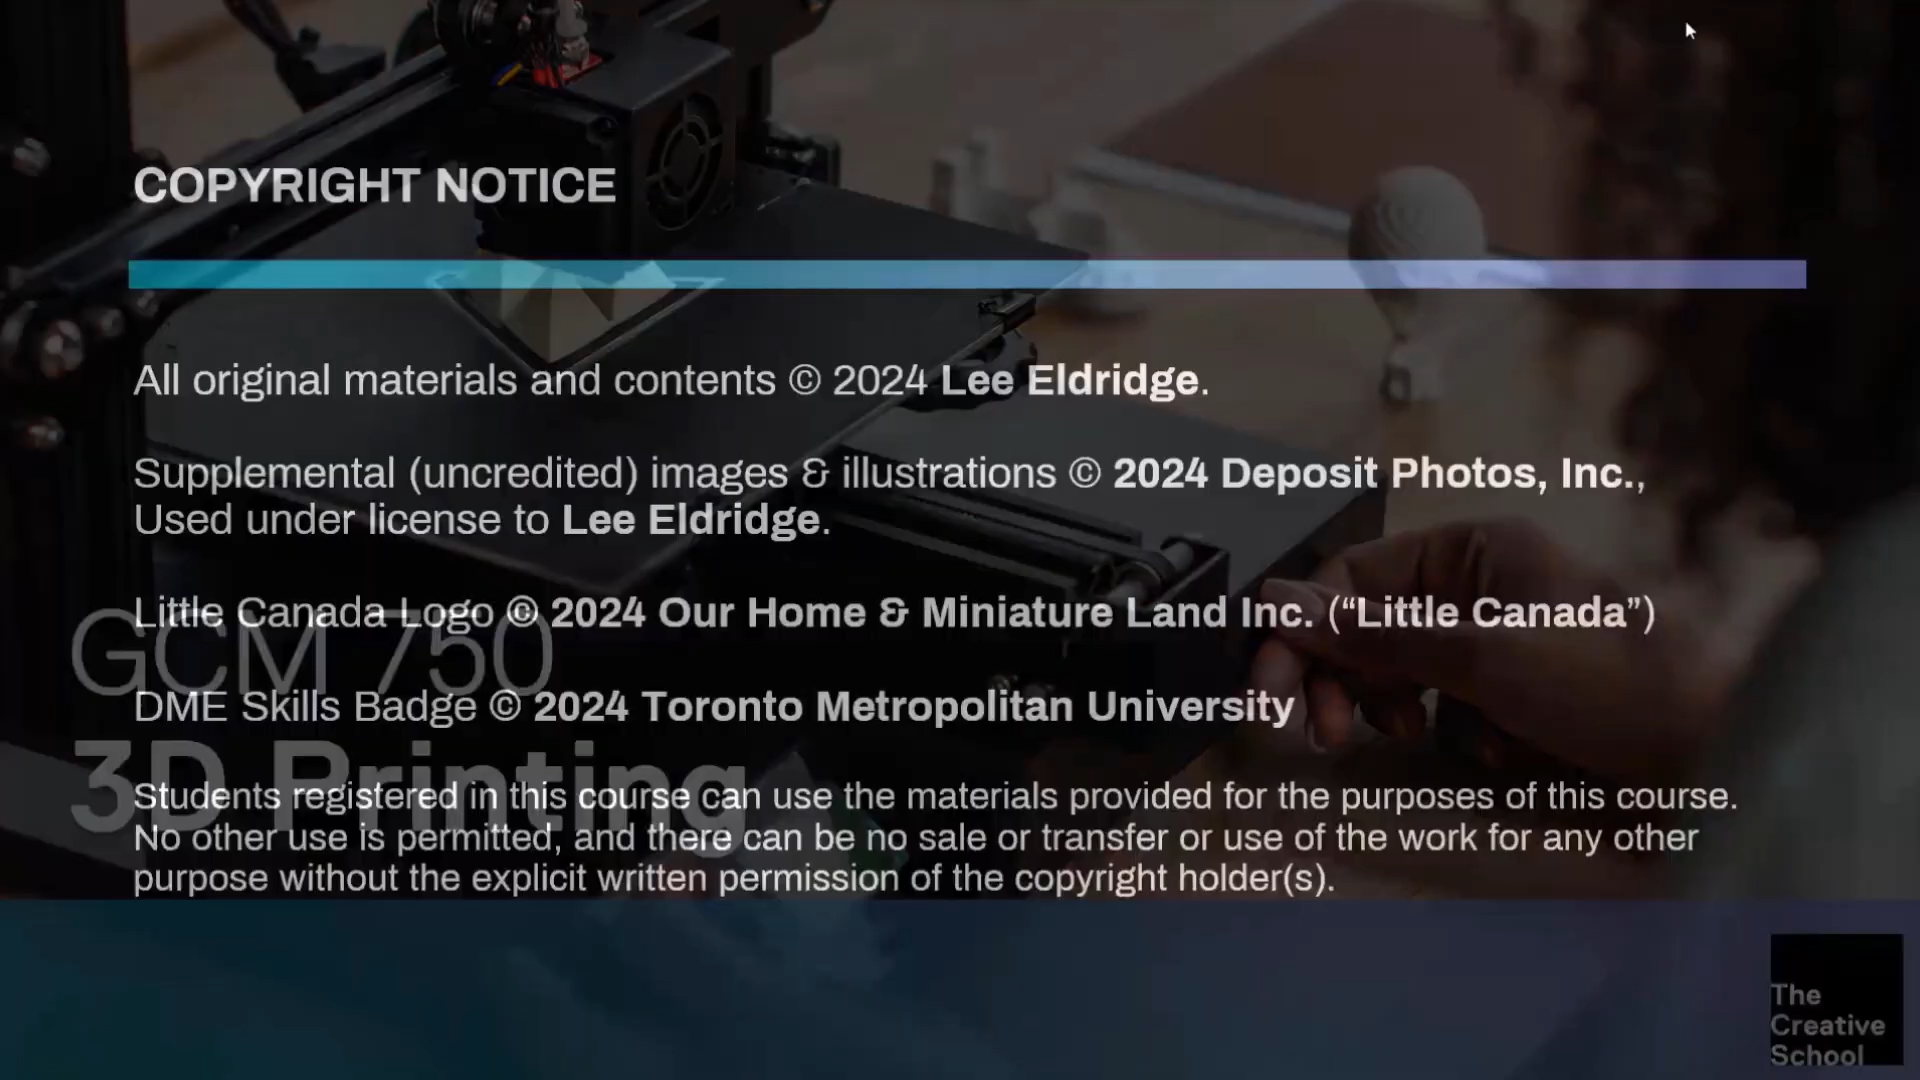 COPYRIGHT NOTICE
All original materials and contents © 2024 Lee Eldridge.
Supplemental (uncredited) images & illustrations © 2024 Deposit Photos, Inc.,
Used under license to Lee Eldridge.
Little Canada Logo © 2024 Our Home & Miniature Land Inc. (“Little Canada”)
GCM 750
DME Skills Badge © 2024 Toronto Metropolitan University
3D Printing
Students registered in this course can use the materials provided for the purposes of this course.
No other use is permitted, and there can be no sale or transfer or use of the work for any other
purpose without the explicit written permission of the copyright holder(s).
The
Creative
School